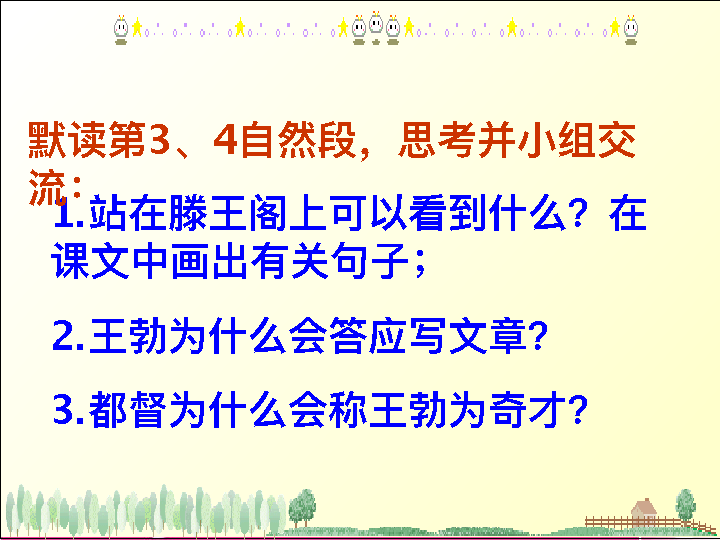 默读第3、4自然段，思考并小组交
流：
1.站在滕王阁上可以看到什么？在
课文中画出有关句子；
2.王勃为什么会答应写文章？
3.都督为什么会称王勃为奇才？